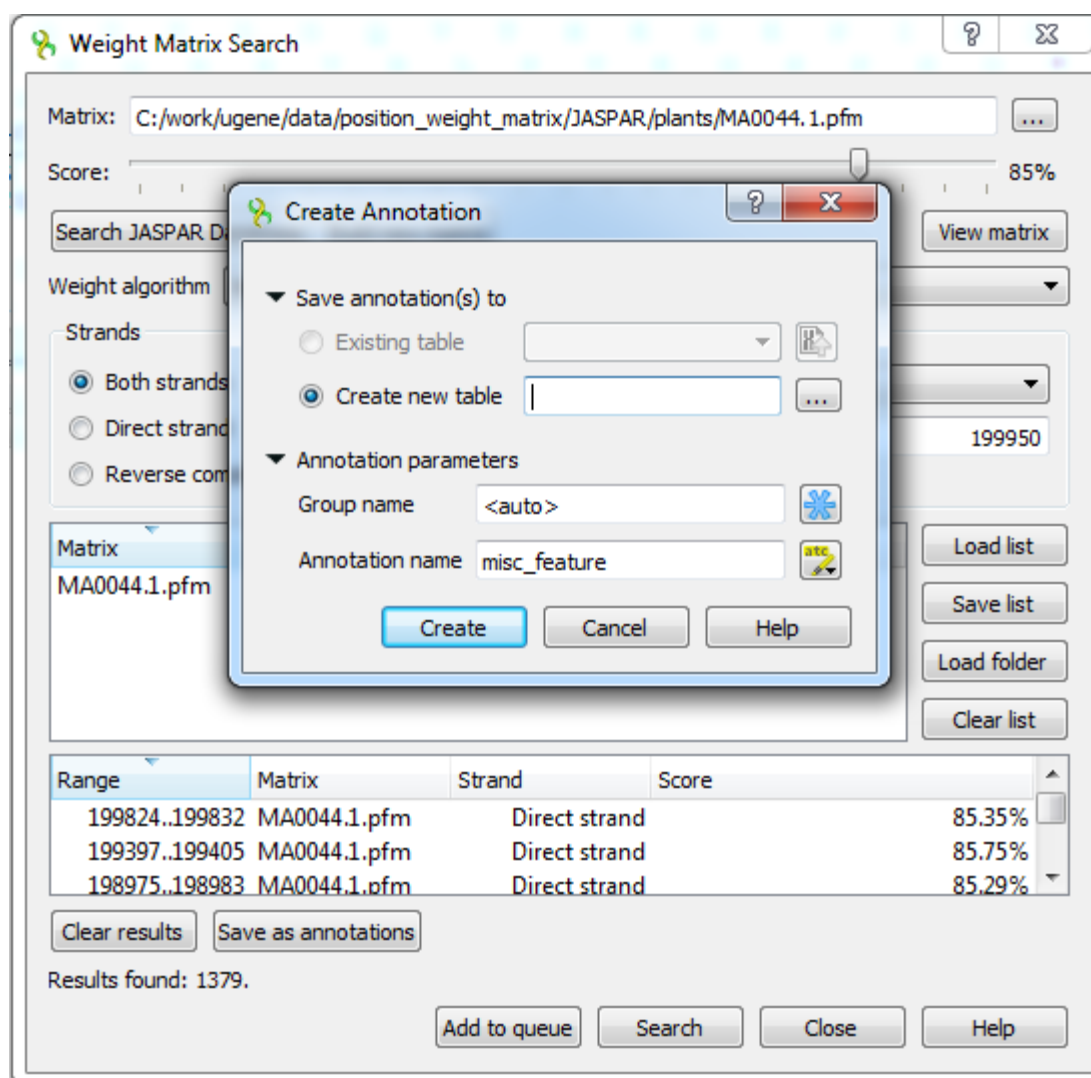 Weight Matrix Search
Matrix: C:/work/ugene/data/position_weight_matrix/JASPAR/plants/MA0044.1.pfm ...
Score: 85%
Search JASPAR View matrix
Weight algorithm
Strands
Both strands
Direct strand 199950
Reverse
Create Annotation
Save annotation(s) to
Existing table
Create new table ...
Annotation parameters
Group name <auto>
Annotation name misc_feature
Create Cancel Help
Matrix
MA0044.1.pfm
Load list
Save list
Load folder
Clear list
Range Matrix Strand Score
199824..199832 MA0044.1.pfm Direct strand 85.35%
199397..199405 MA0044.1.pfm Direct strand 85.75%
198975..198983 MA0044.1.pfm Direct strand 85.29%
Clear results Save as annotations
Results found: 1379.
Add to queue Search Close Help